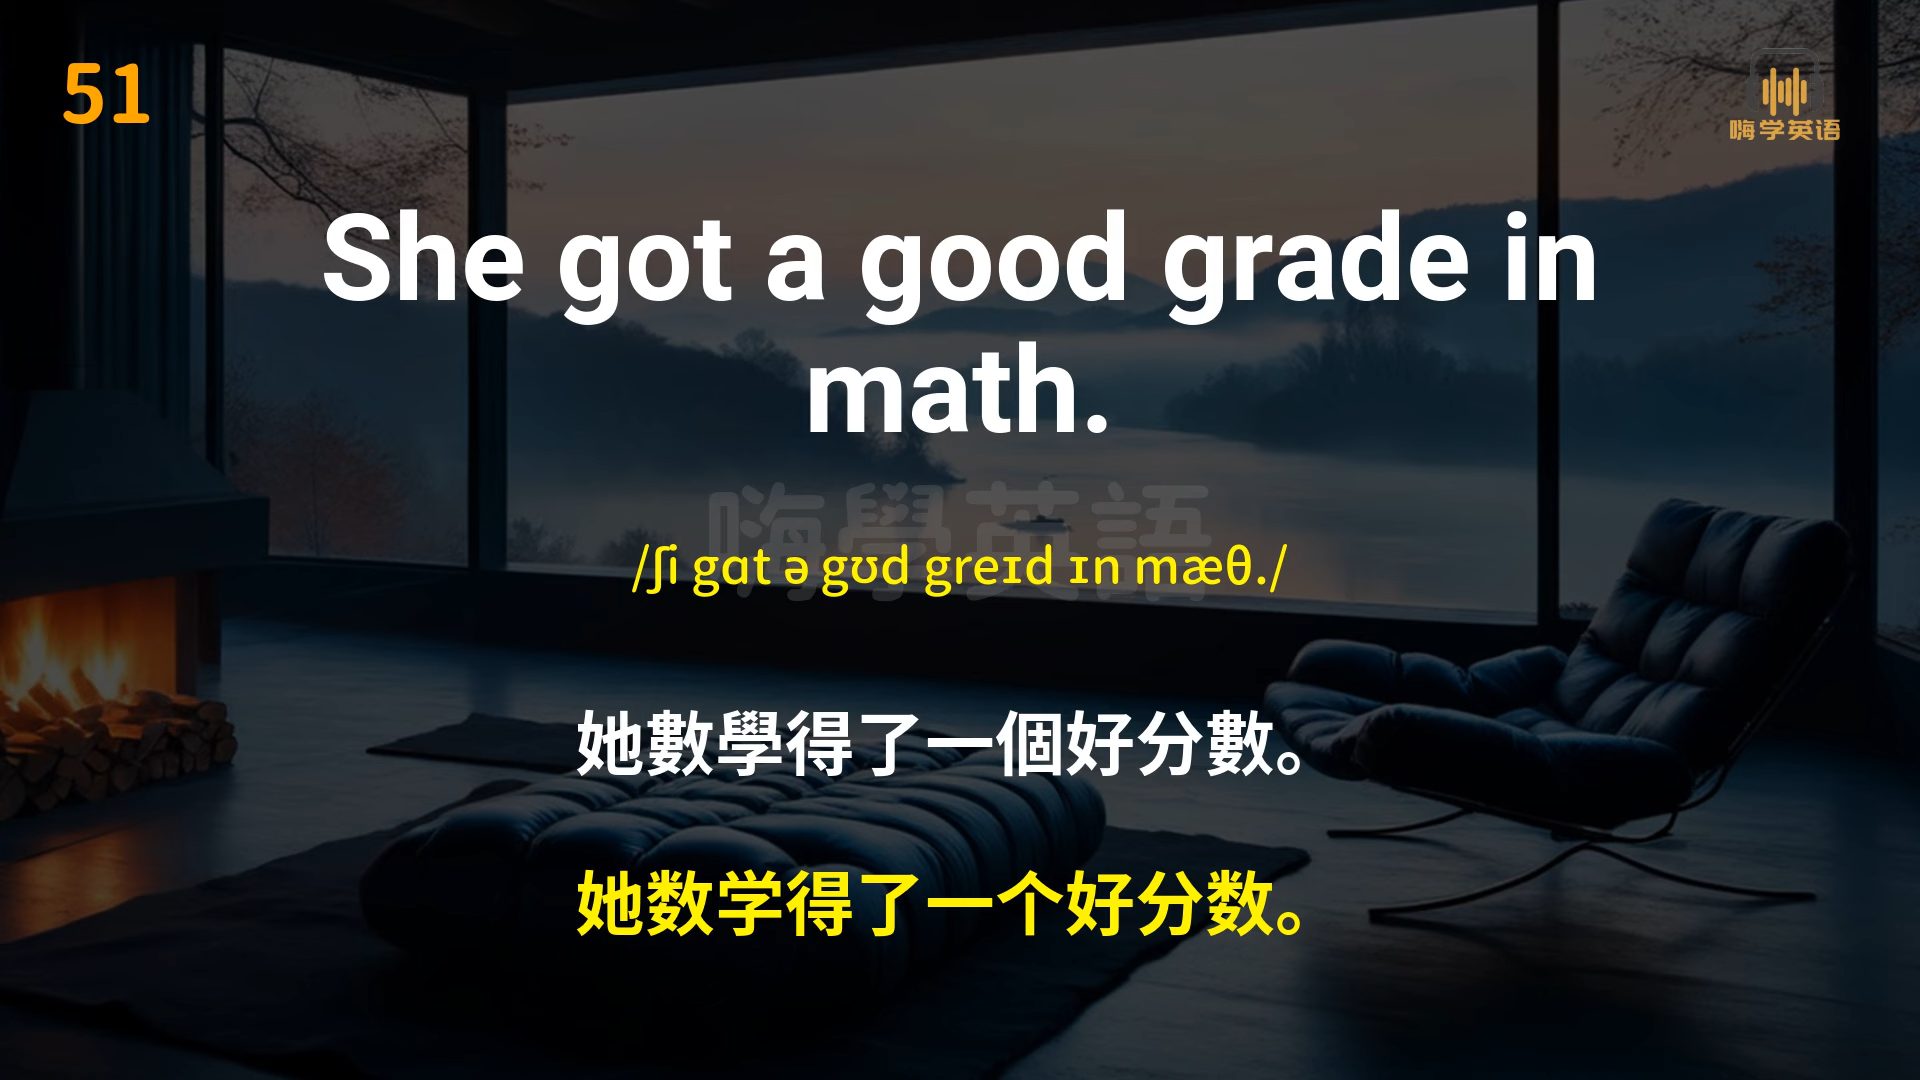 51
嗨学英语
She got a good grade in
math.
嗨學英語
/ʃi gɑt ə gʊd greɪd ɪn mæθ./
她數學得了一個好分數。
她数学得了一个好分数。